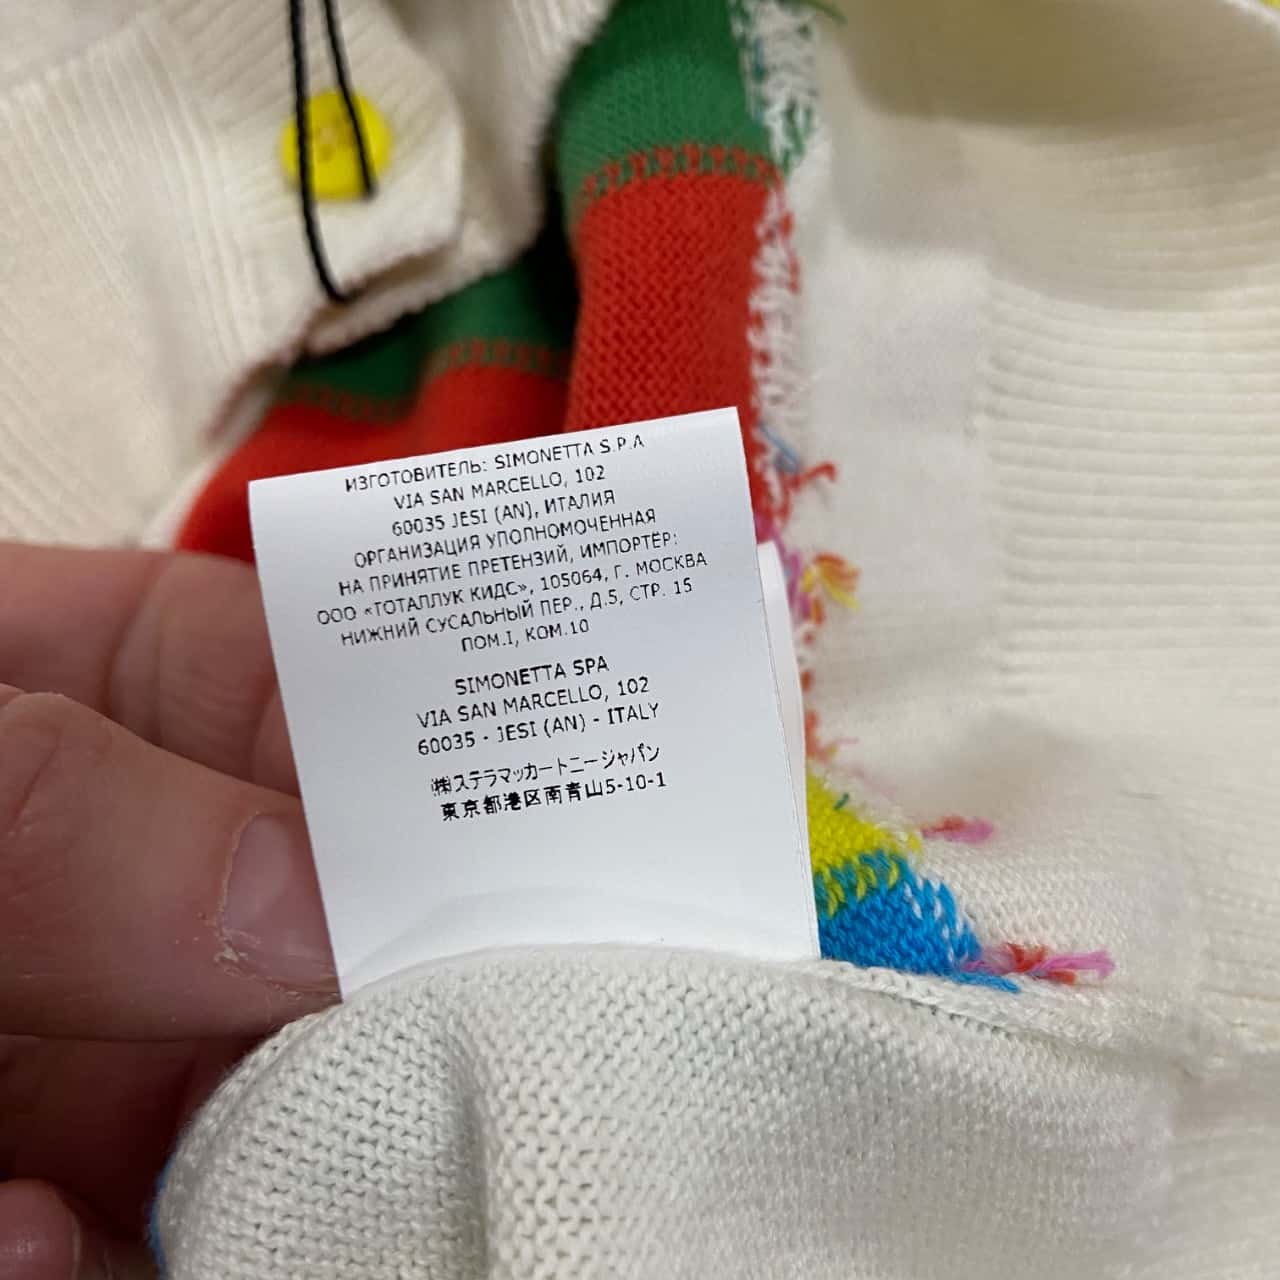 ИЗГОТОВИТЕЛЬ: SIMONETTA S.P.A
VIA SAN MARCELLO, 102
60035 JESI (AN), ИТАЛИЯ
ОРГАНИЗАЦИЯ УПОЛНОМОЧЕННАЯ
НА ПРИНЯТИЕ ПРЕТЕНЗИЙ, ИМПОРТЁР:
ООО «ТОТАЛЛУК КИДС», 105064, Г. МОСКВА
НИЖНИЙ СУСАЛЬНЫЙ ПЕР., Д.5, СТР. 15
ПОМ.I, КОМ.10
SIMONETTA SPA
VIA SAN MARCELLO, 102
60035 - JESI (AN) - ITALY
㈱ステラマッカートニージャパン
東京都港区南青山5-10-1